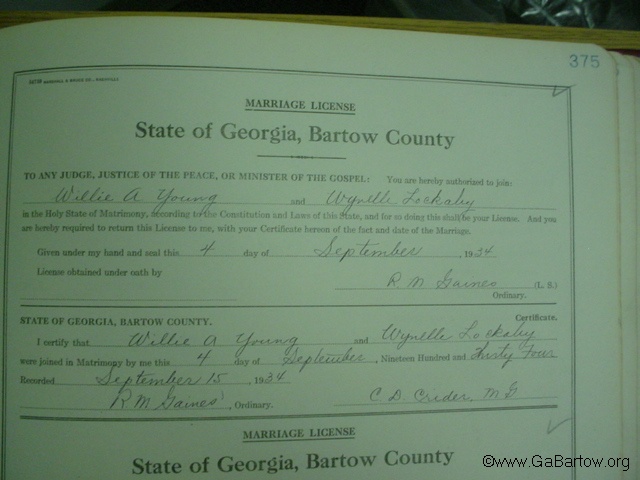 375
MARRIAGE LICENSE
State of Georgia, Bartow County
TO ANY JUDGE, JUSTICE OF THE PEACE, OR MINISTER OF THE GOSPEL: You are hereby authorized to join:
Willie A Young and Wynelle Lockaby
in the Holy State of Matrimony, according to the Constitution and Laws of this State, and for so doing this shall be your License. And you
are hereby required to return this License to me, with your Certificate hereon of the fact and date of the Marriage.
Given under my hand and seal this 4 day of September, 1934
License obtained under oath by
R M Gaines (L. S.)
Ordinary.
STATE OF GEORGIA, BARTOW COUNTY. Certificate.
I certify that Willie A Young and Wynelle Lockaby
were joined in Matrimony by me this 4 day of September, Nineteen Hundred and thirty Four
Recorded September 15, 1934
R M Gaines, Ordinary. C D Crider, M G
MARRIAGE LICENSE
State of Georgia, Bartow County
©www.GaBartow.org